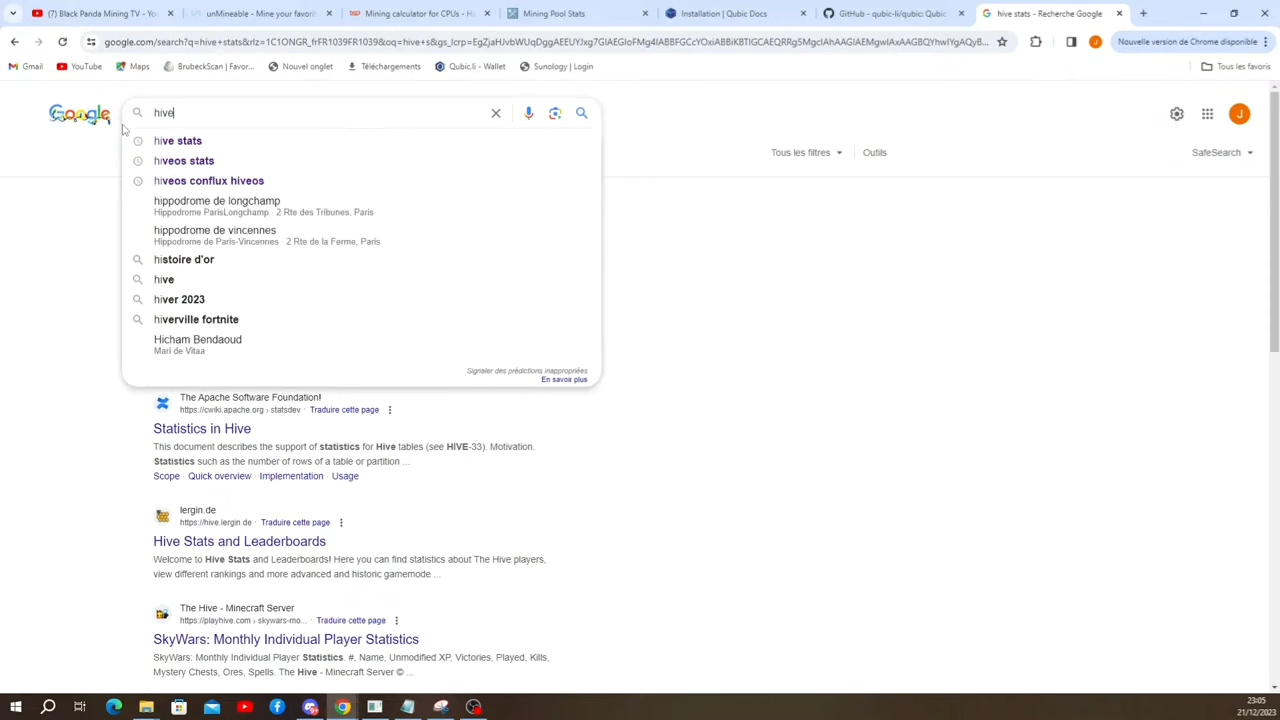 (7) Black Panda Mining TV - Yo
unMineable - Mine your favorit
Mining calculator for CPUs - H
Mining Pool Stats
Installation | Qubic Docs
GitHub - qubic-li/qubic: Qubic
hive stats - Recherche Google
Nouvelle version de Chrome disponible
Gmail
YouTube
Maps
BrubeckScan | Favor...
Nouvel onglet
Téléchargements
Qubic.li - Wallet
Sunology | Login
Tous les favoris
Google
hive
J
hive stats
hiveos stats
hiveos conflux hiveos
hippodrome de longchamp
Hippodrome ParisLongchamp · 2 Rte des Tribunes, Paris
hippodrome de vincennes
Hippodrome de Paris-Vincennes · 2 Rte de la Ferme, Paris
histoire d'or
hive
hiver 2023
hiverville fortnite
Hicham Bendaoud
Mari de Vitaa
Signaler des prédictions inappropriées
En savoir plus
Tous les filtres
Outils
SafeSearch
The Apache Software Foundation!
https://cwiki.apache.org › statsdev · Traduire cette page
Statistics in Hive
This document describes the support of statistics for Hive tables (see HIVE-33). Motivation.
Statistics such as the number of rows of a table or partition ...
Scope · Quick overview · Implementation · Usage
lergin.de
https://hive.lergin.de · Traduire cette page
Hive Stats and Leaderboards
Welcome to Hive Stats and Leaderboards! Here you can find statistics about The Hive players,
view different rankings and more advanced and historic gamemode ...
The Hive - Minecraft Server
https://playhive.com › skywars-mo... · Traduire cette page
SkyWars: Monthly Individual Player Statistics
SkyWars: Monthly Individual Player Statistics. #, Name, Unmodified XP, Victories, Played, Kills,
Mystery Chests, Ores, Spells. The Hive - Minecraft Server © ...
23:05
21/12/2023